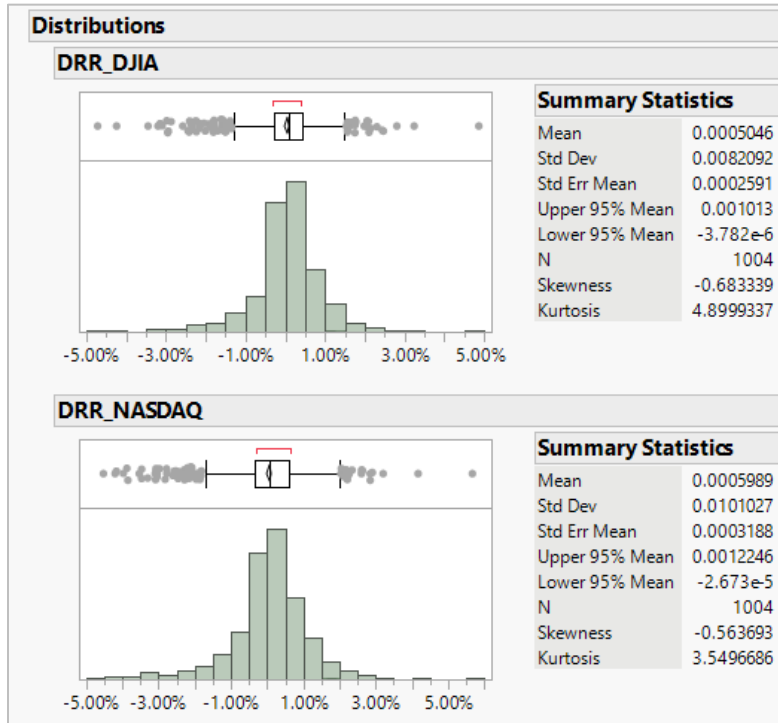 Distributions
DRR_DJIA
Summary Statistics
Mean 0.0005046
Std Dev 0.0082092
Std Err Mean 0.0002591
Upper 95% Mean 0.001013
Lower 95% Mean -3.782e-6
N 1004
Skewness -0.683339
Kurtosis 4.8999337
-5.00% -3.00% -1.00% 1.00% 3.00% 5.00%
DRR_NASDAQ
Summary Statistics
Mean 0.0005989
Std Dev 0.0101027
Std Err Mean 0.0003188
Upper 95% Mean 0.0012246
Lower 95% Mean -2.673e-5
N 1004
Skewness -0.563693
Kurtosis 3.5496686
-5.00% -3.00% -1.00% 1.00% 3.00% 5.00%